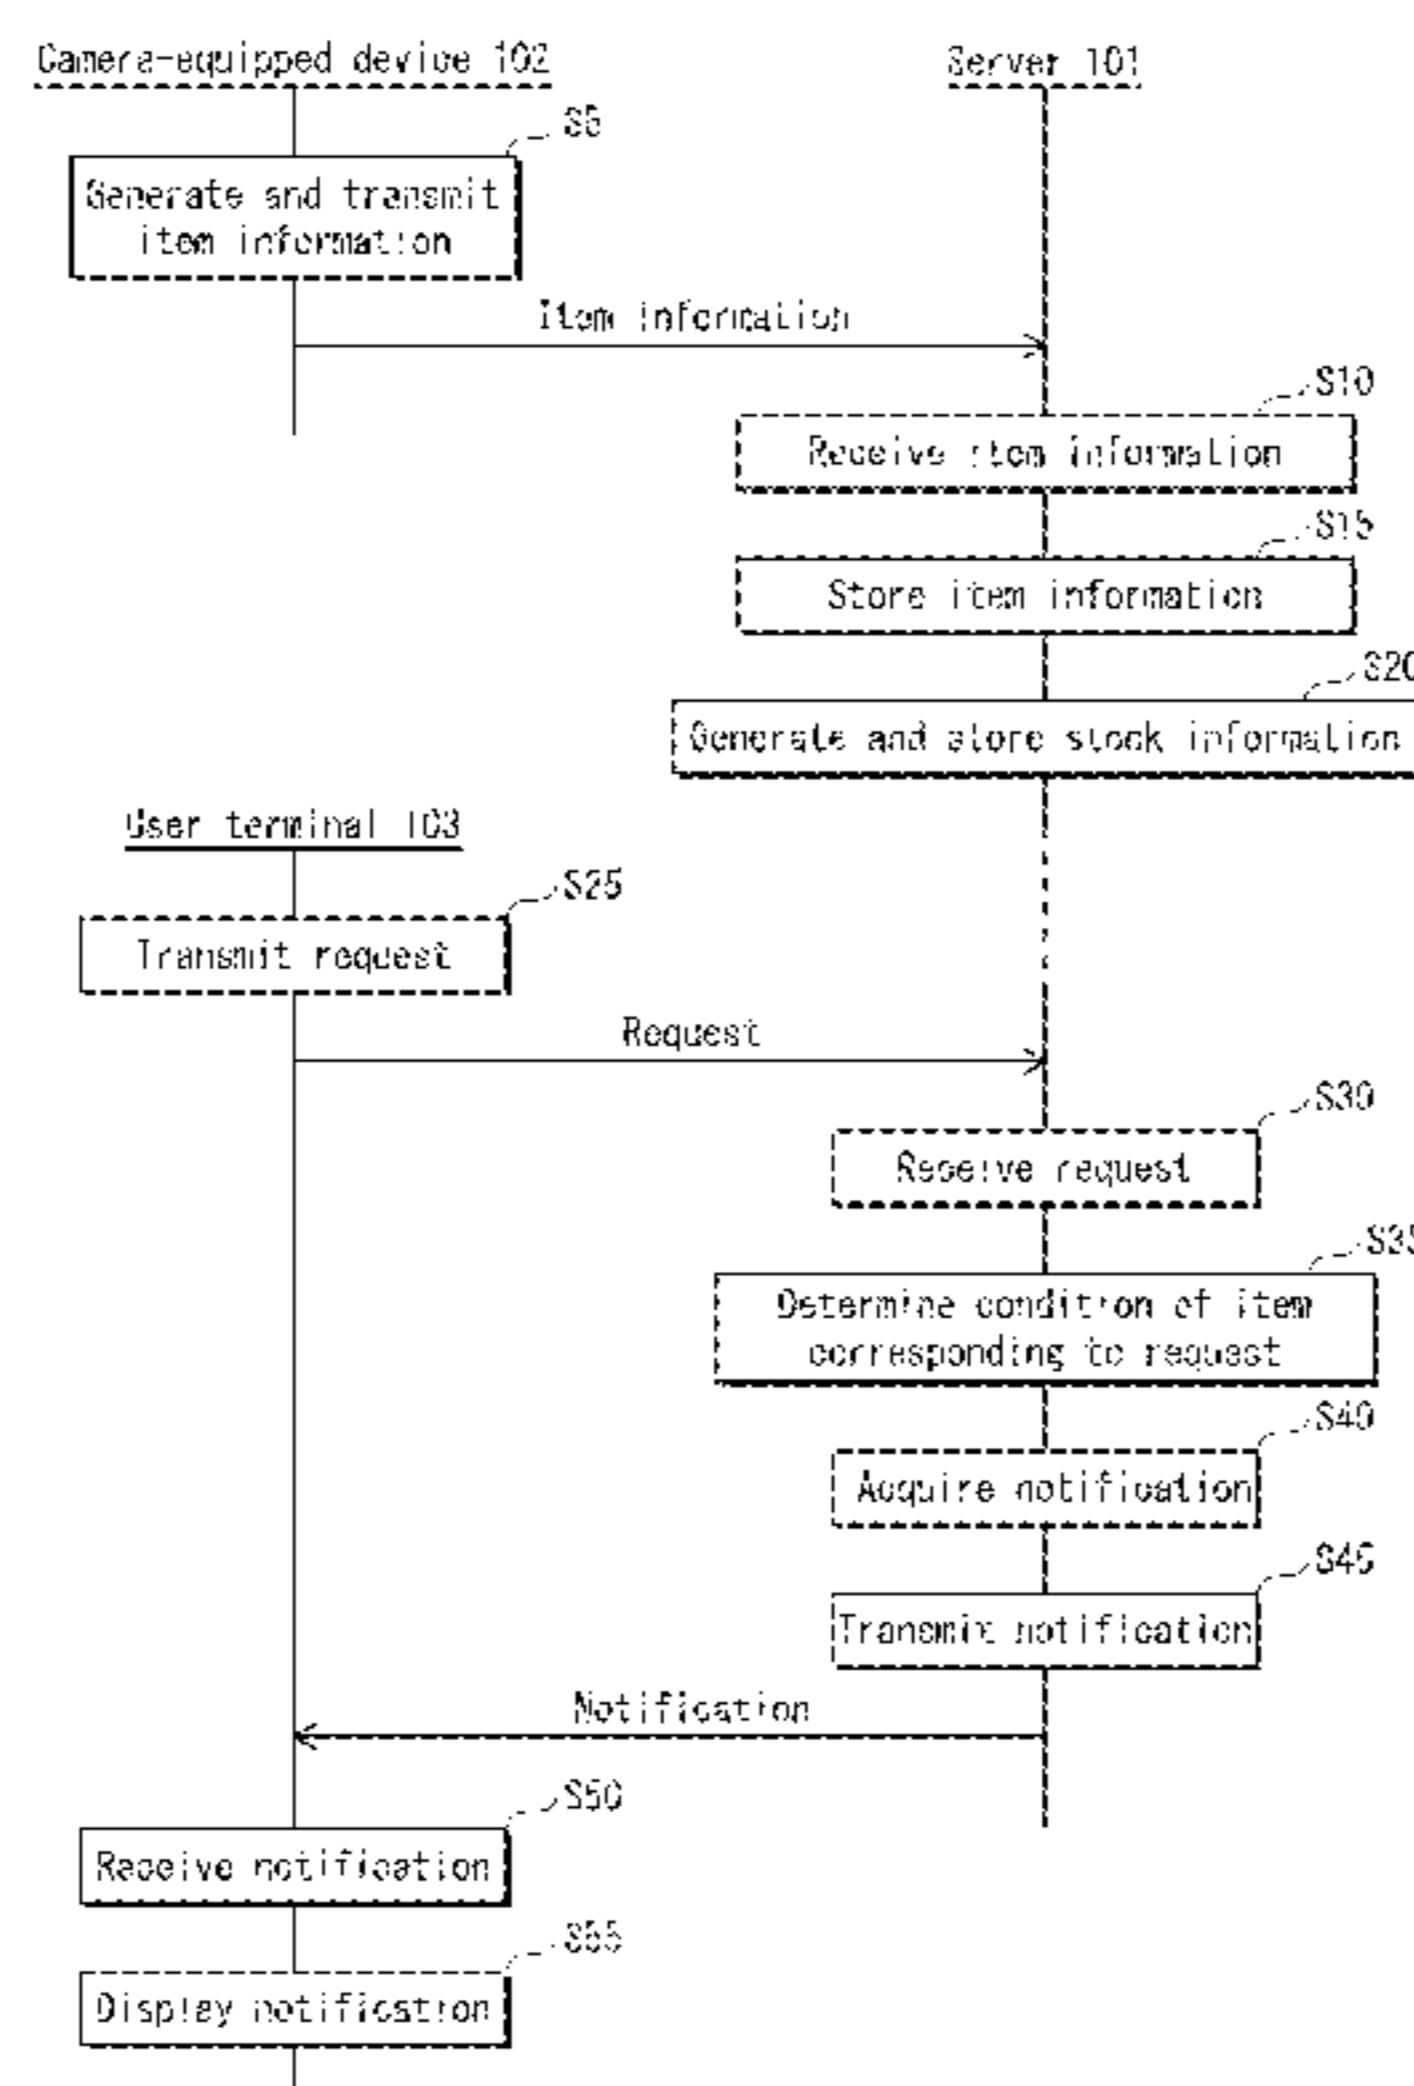 Camera-equipped device 102
Server 101
S5
Generate and transmit
item information
Item information
S10
Receive item information
S15
Store item information
S20
Generate and store stock information
User terminal 103
S25
Transmit request
Request
S30
Receive request
S35
Determine condition of item
corresponding to request
S40
Acquire notification
S45
Transmit notification
Notification
S50
Receive notification
S55
Display notification